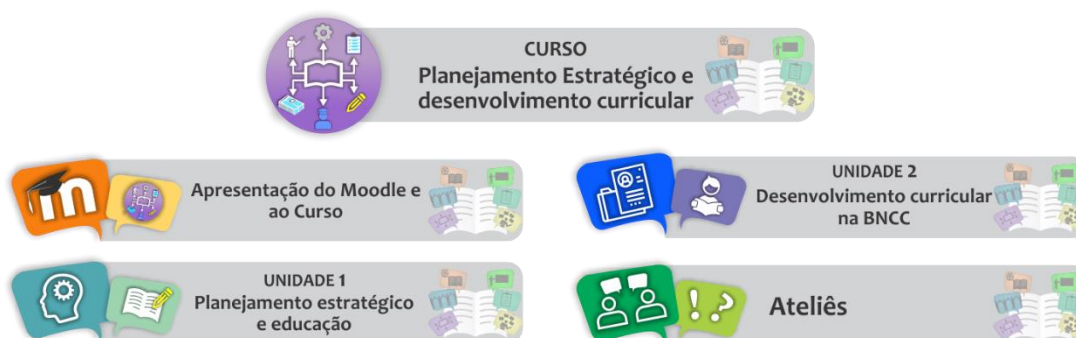 CURSO
Planejamento Estratégico e
desenvolvimento curricular
m
Apresentação do Moodle e
ao Curso
UNIDADE 1
Planejamento estratégico
e educação
UNIDADE 2
Desenvolvimento curricular
na BNCC
! ?
Ateliês